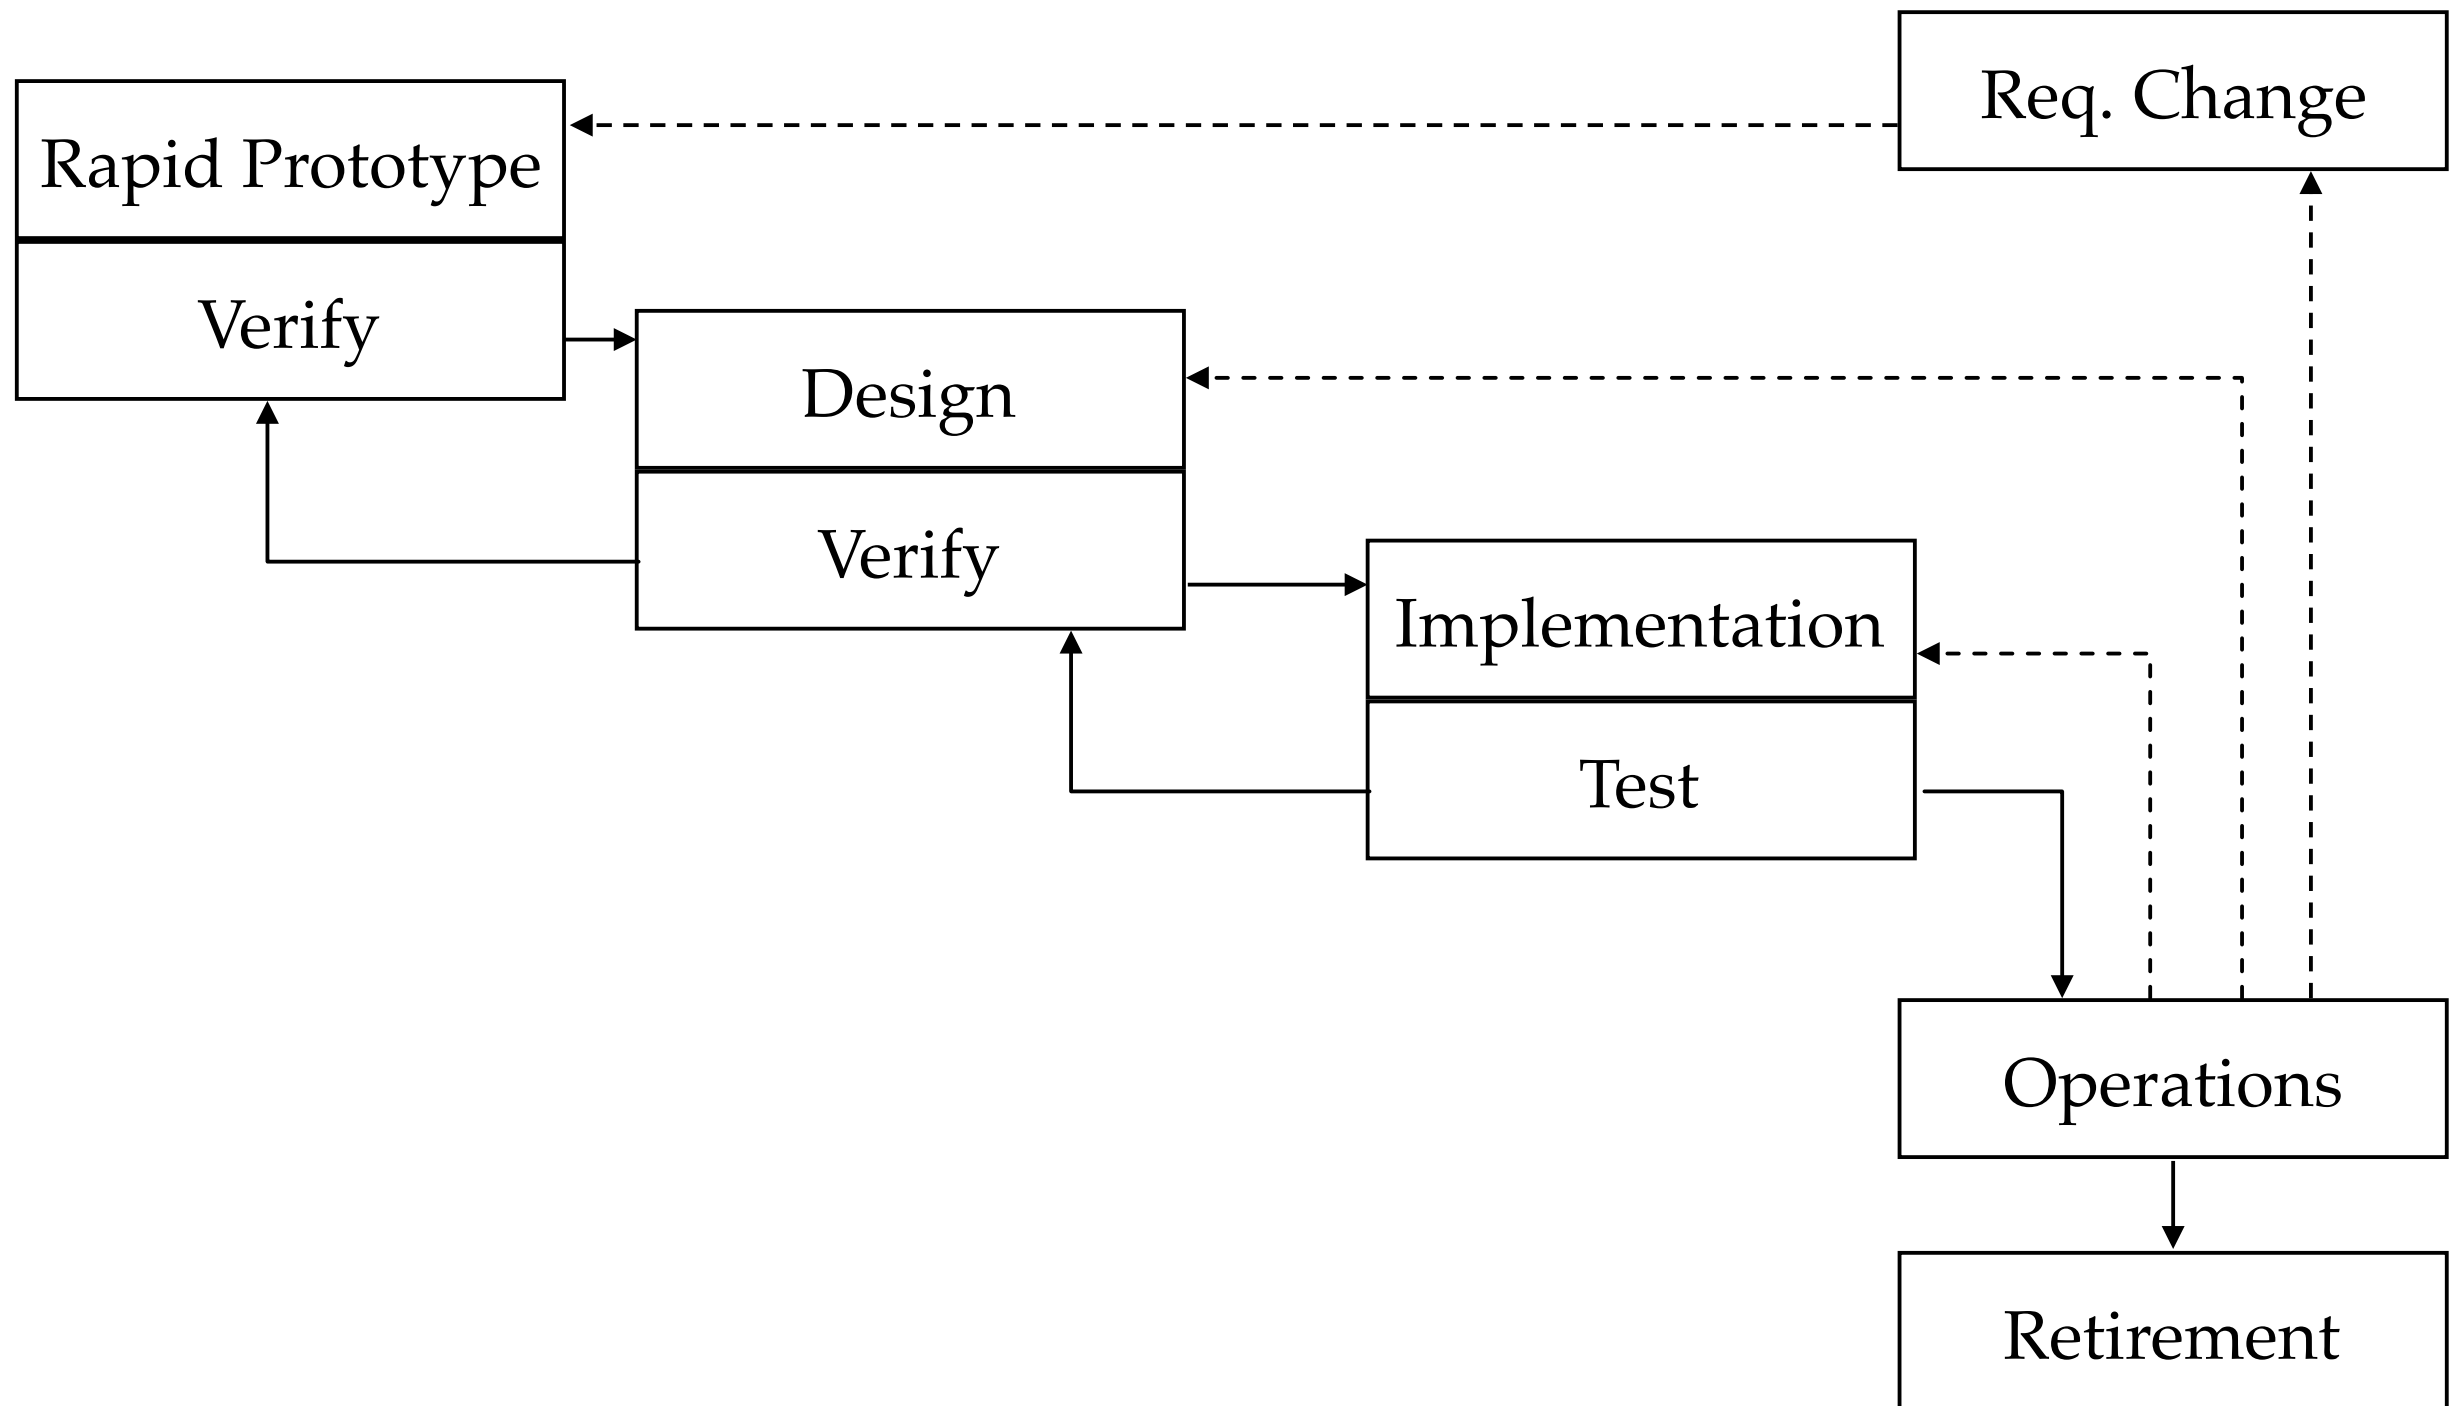 Req. Change
Rapid Prototype
Verify
Design
Verify
Implementation
Test
Operations
Retirement